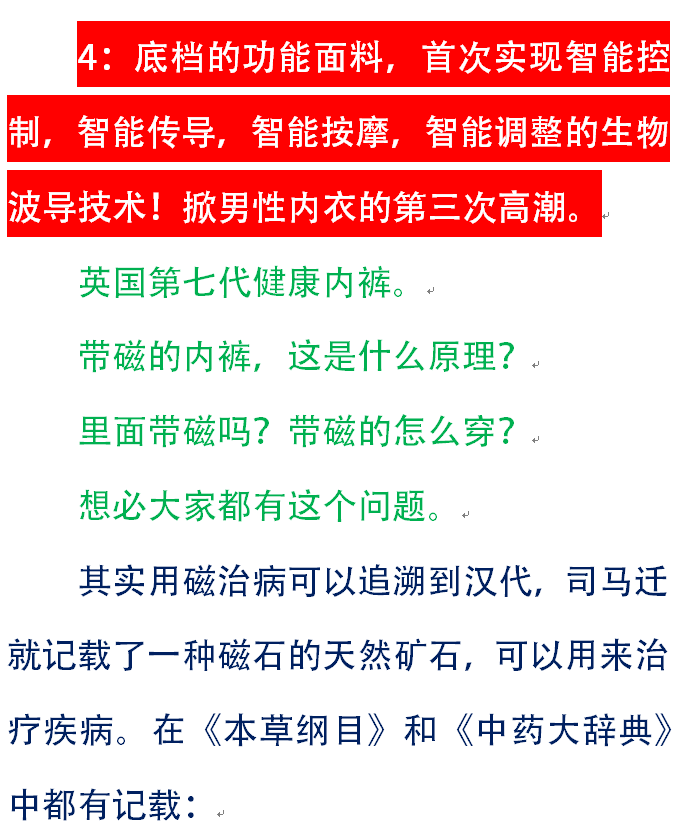 4：底档的功能面料，首次实现智能控
制，智能传导，智能按摩，智能调整的生物
波导技术！掀男性内衣的第三次高潮。
英国第七代健康内裤。
带磁的内裤，这是什么原理？
里面带磁吗？带磁的怎么穿？
想必大家都有这个问题。
其实用磁治病可以追溯到汉代，司马迁
就记载了一种磁石的天然矿石，可以用来治
疗疾病。在《本草纲目》和《中药大辞典》
中都有记载：